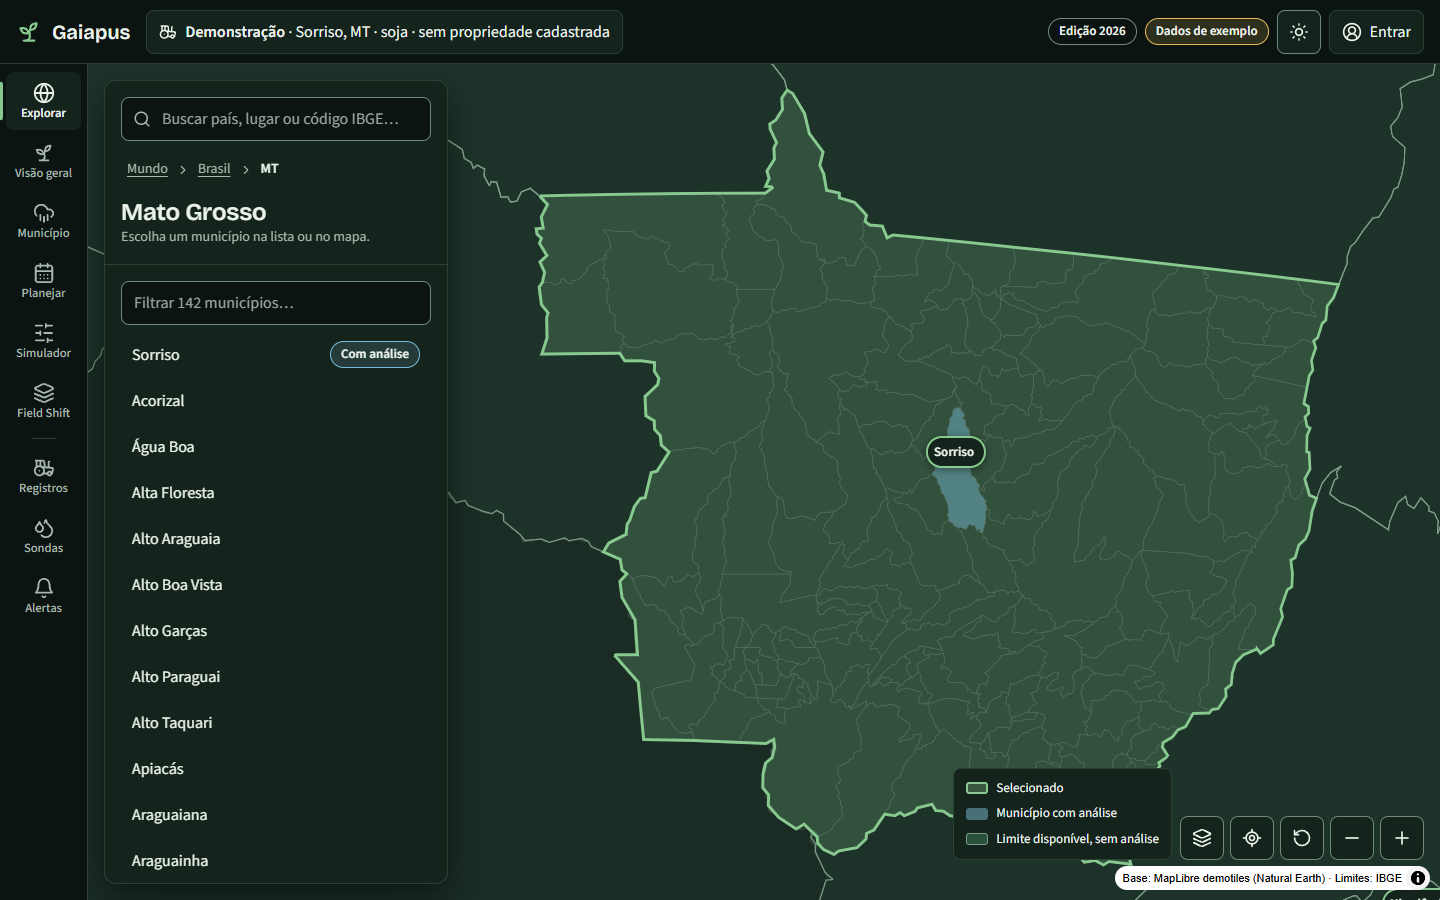 Gaiapus
Demonstração · Sorriso, MT · soja · sem propriedade cadastrada
Edição 2026
Dados de exemplo
Entrar
Explorar
Visão geral
Município
Planejar
Simulador
Field Shift
Registros
Sondas
Alertas
Buscar país, lugar ou código IBGE…
Mundo > Brasil > MT
Mato Grosso
Escolha um município na lista ou no mapa.
Filtrar 142 municípios…
Sorriso
Com análise
Acorizal
Água Boa
Alta Floresta
Alto Araguaia
Alto Boa Vista
Alto Garças
Alto Paraguai
Alto Taquari
Apiacás
Araguaiana
Araguainha
Sorriso
Selecionado
Município com análise
Limite disponível, sem análise
Base: MapLibre demotiles (Natural Earth) · Limites: IBGE